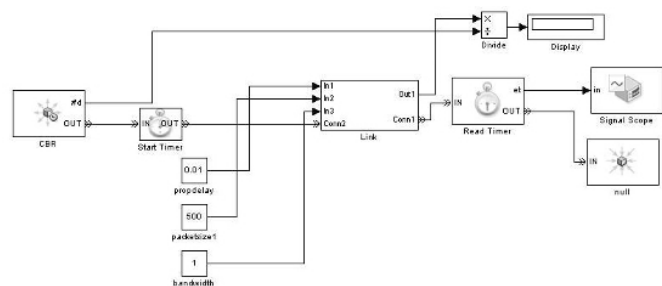 ×
÷
Divide
Display
#d
OUT
CBR
IN OUT
Start Timer
In1
In2
In3
Conn2
Out1
Conn1
Link
IN
et
OUT
Read Timer
in
Signal Scope
IN
null
0.01
propdelay
500
packetsize1
1
bandwidth